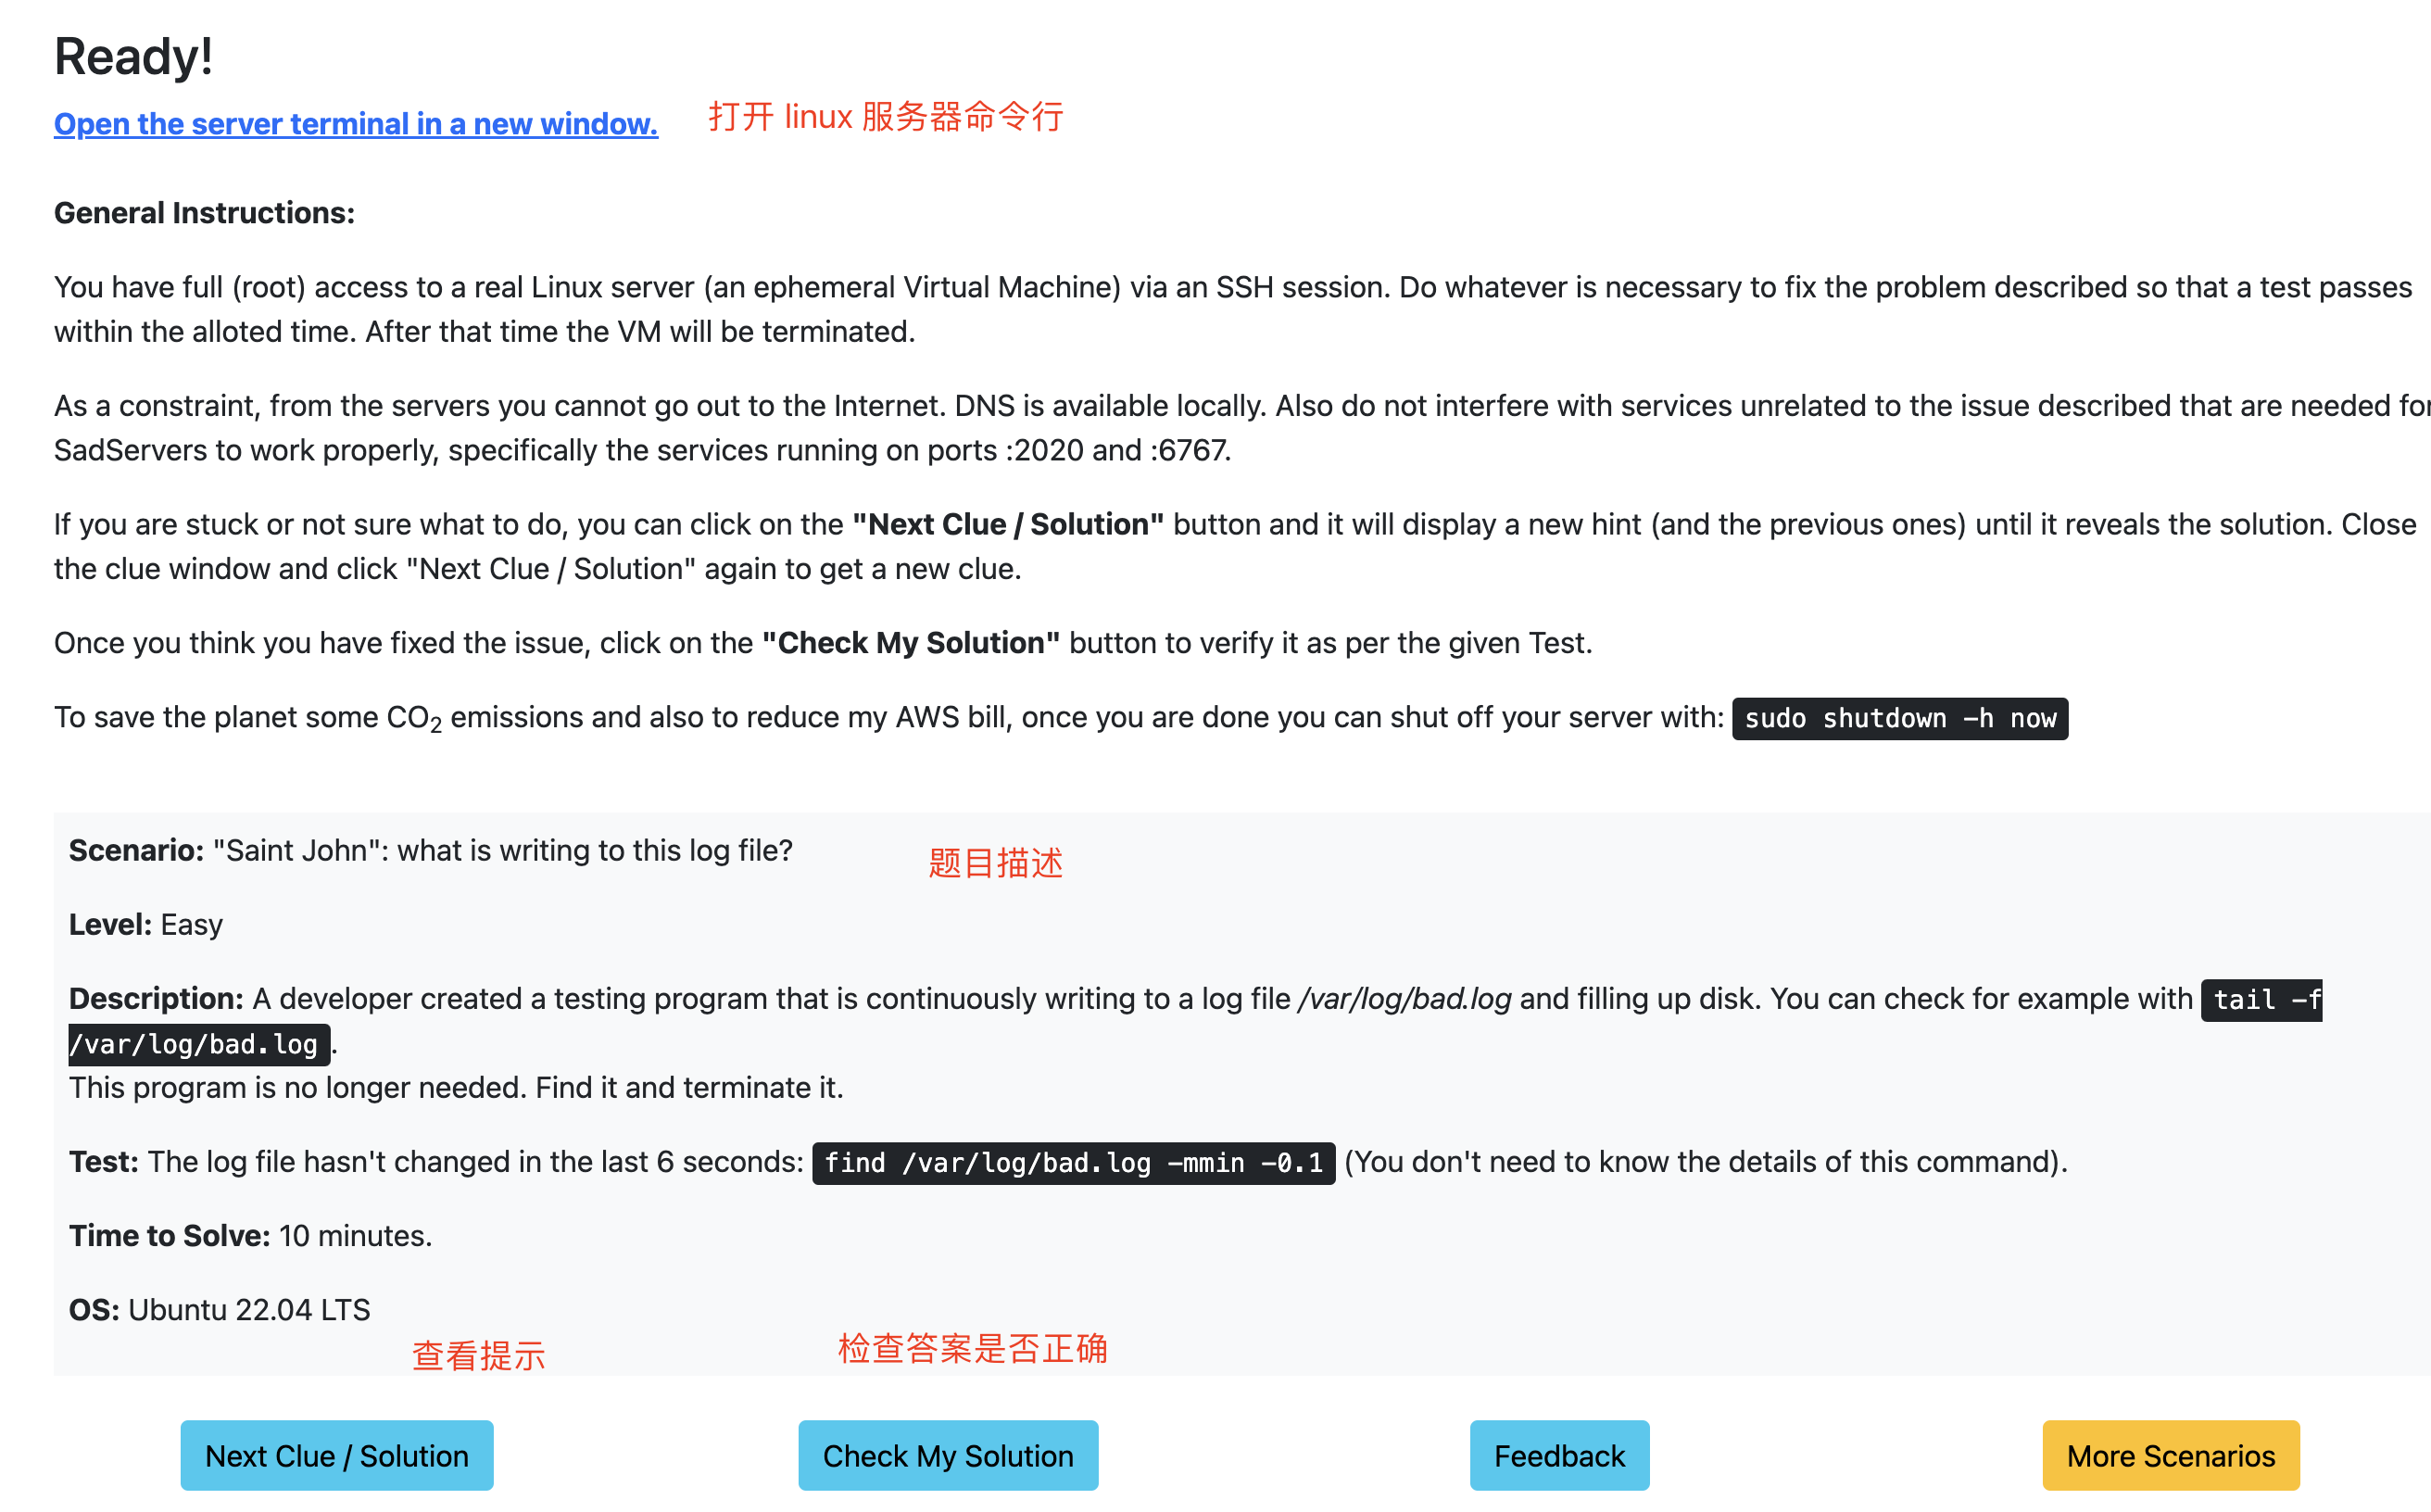 Ready!
Open the server terminal in a new window. 打开 linux 服务器命令行
General Instructions:
You have full (root) access to a real Linux server (an ephemeral Virtual Machine) via an SSH session. Do whatever is necessary to fix the problem described so that a test passes
within the alloted time. After that time the VM will be terminated.
As a constraint, from the servers you cannot go out to the Internet. DNS is available locally. Also do not interfere with services unrelated to the issue described that are needed for
SadServers to work properly, specifically the services running on ports :2020 and :6767.
If you are stuck or not sure what to do, you can click on the "Next Clue / Solution" button and it will display a new hint (and the previous ones) until it reveals the solution. Close
the clue window and click "Next Clue / Solution" again to get a new clue.
Once you think you have fixed the issue, click on the "Check My Solution" button to verify it as per the given Test.
To save the planet some CO₂ emissions and also to reduce my AWS bill, once you are done you can shut off your server with: sudo shutdown -h now
Scenario: "Saint John": what is writing to this log file? 题目描述
Level: Easy
Description: A developer created a testing program that is continuously writing to a log file /var/log/bad.log and filling up disk. You can check for example with tail -f
/var/log/bad.log .
This program is no longer needed. Find it and terminate it.
Test: The log file hasn't changed in the last 6 seconds: find /var/log/bad.log -mmin -0.1 (You don't need to know the details of this command).
Time to Solve: 10 minutes.
OS: Ubuntu 22.04 LTS
查看提示 检查答案是否正确
Next Clue / Solution Check My Solution Feedback More Scenarios